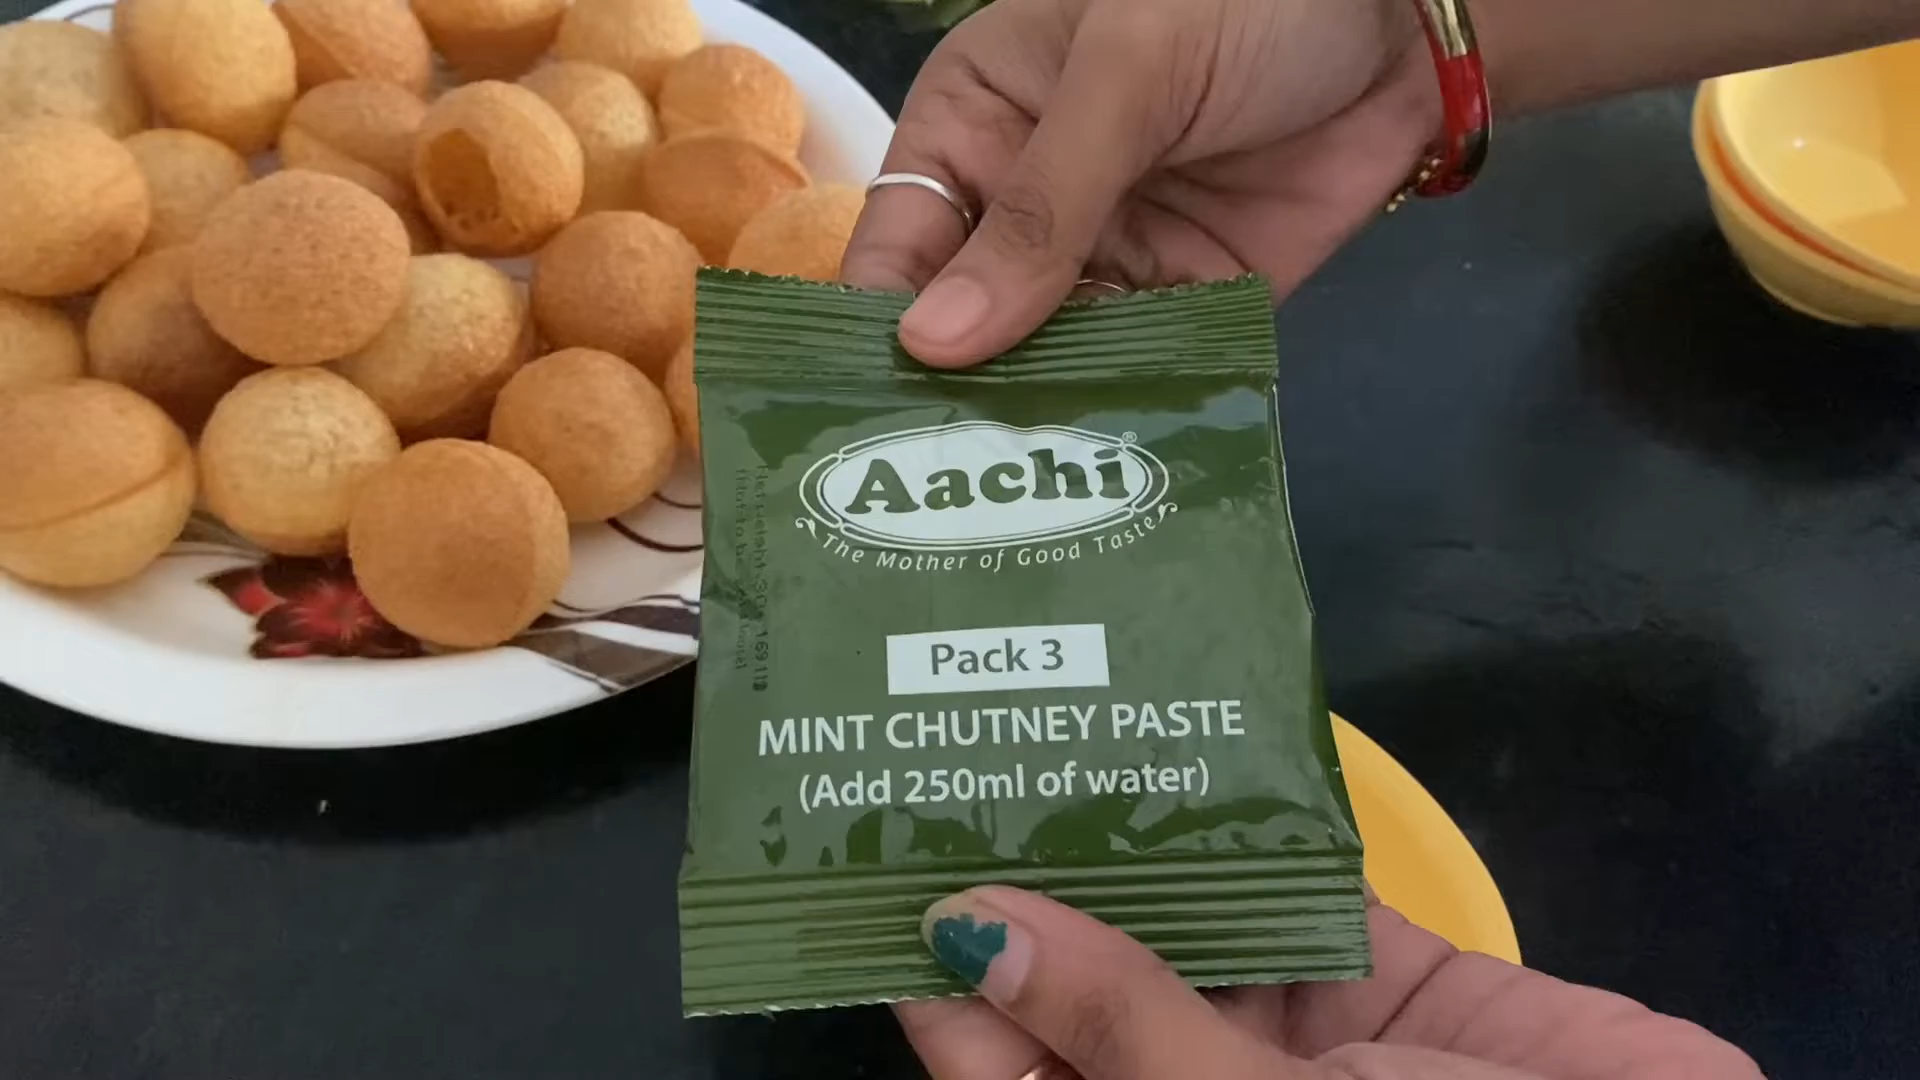 Aachi
®
The Mother of Good Taste
Pack 3
MINT CHUTNEY PASTE
(Add 250ml of water)